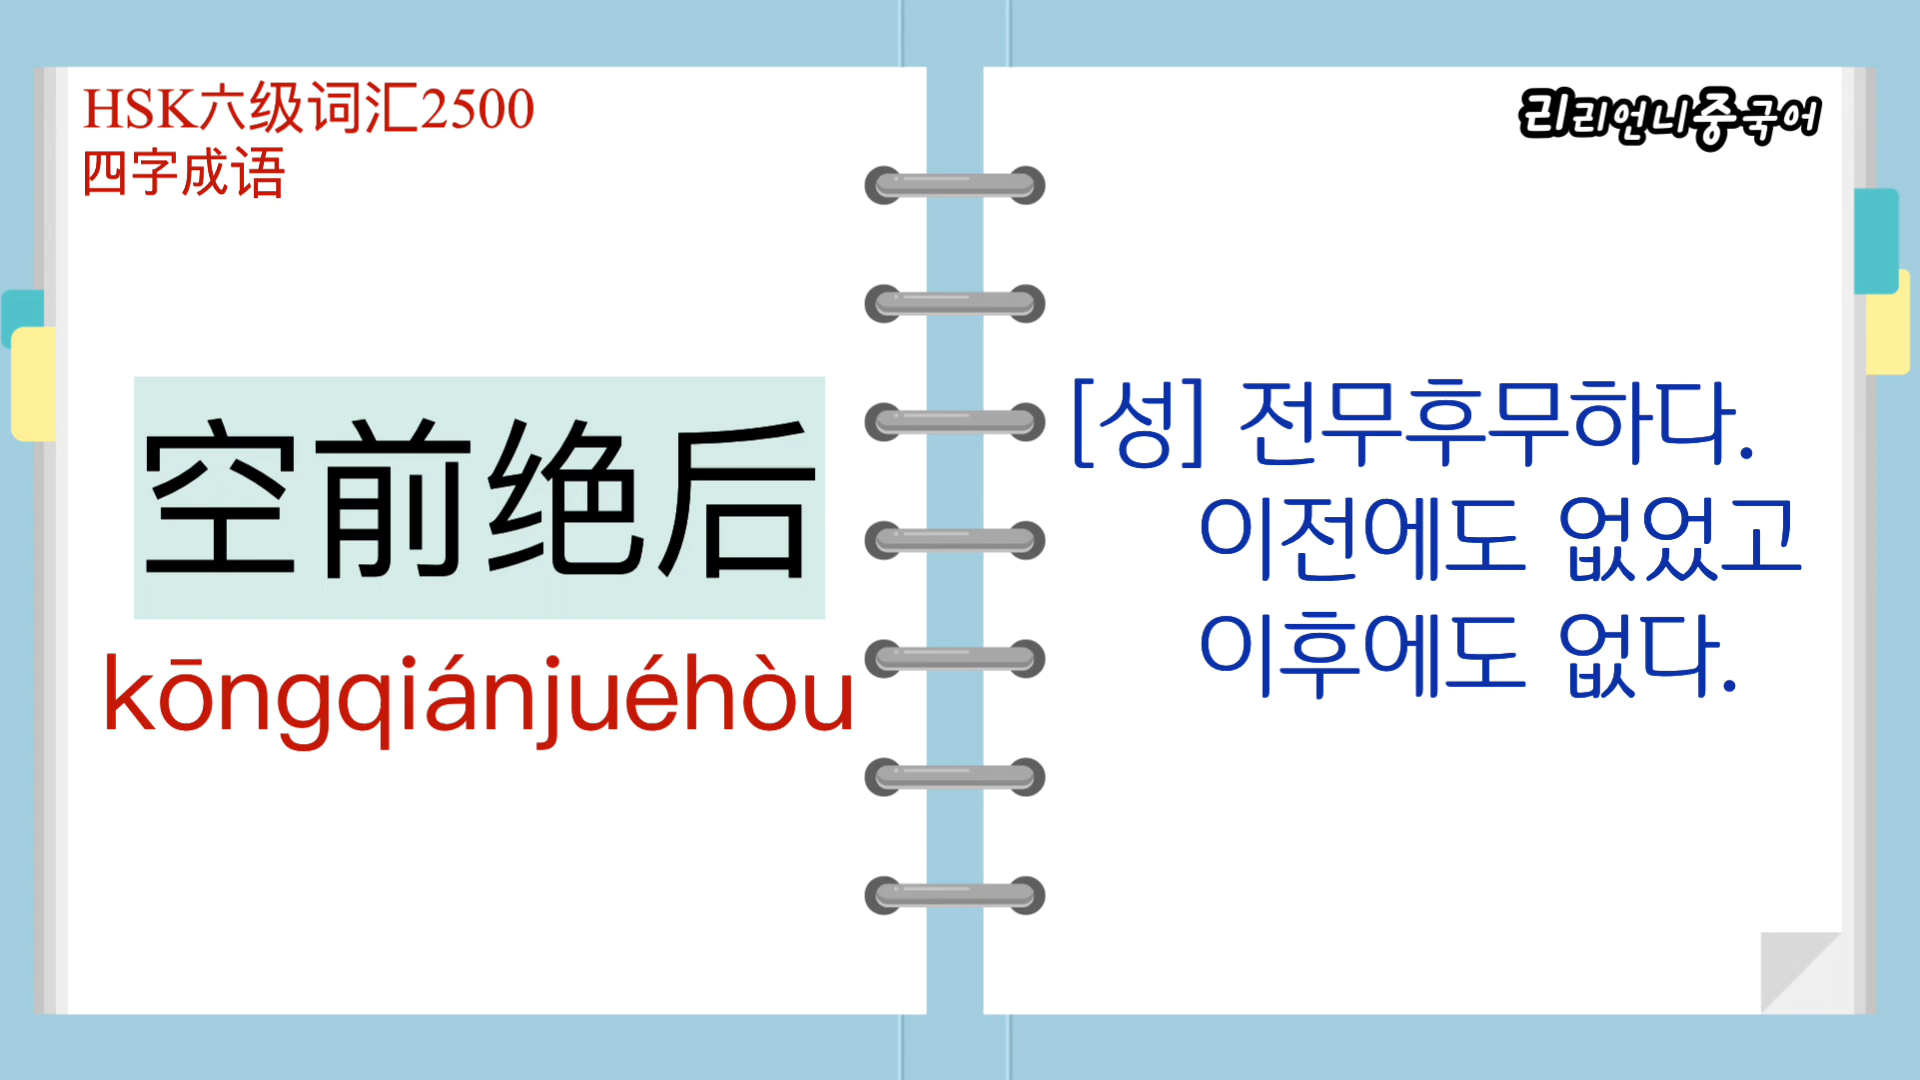 HSK六级词汇2500
四字成语
空前绝后
kōngqiánjuéhòu
리리언니중국어
[성] 전무후무하다.
이전에도 없었고
이후에도 없다.